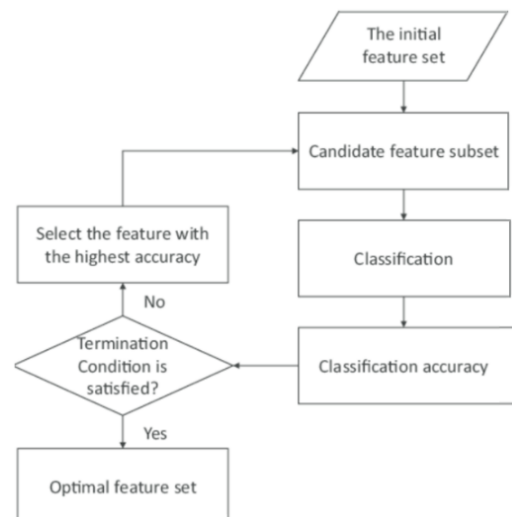 The initial
feature set
Candidate feature subset
Select the feature with
the highest accuracy
Classification
No
Termination
Condition is
satisfied?
Classification accuracy
Yes
Optimal feature set